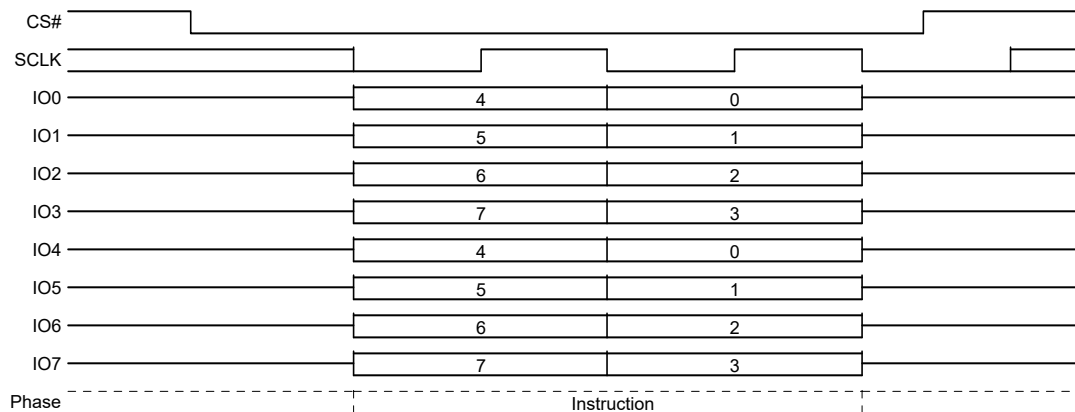 CS#
SCLK
IO0 4 0
IO1 5 1
IO2 6 2
IO3 7 3
IO4 4 0
IO5 5 1
IO6 6 2
IO7 7 3
Phase Instruction